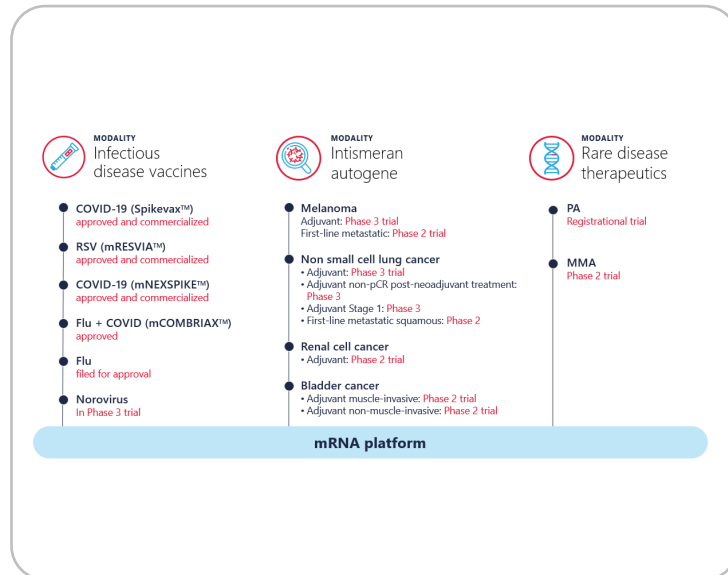 MODALITY
Infectious
disease vaccines
COVID-19 (Spikevax™)
approved and commercialized
RSV (mRESVIA™)
approved and commercialized
COVID-19 (mNEXSPIKE™)
approved and commercialized
Flu + COVID (mCOMBRIAX™)
approved
Flu
filed for approval
Norovirus
In Phase 3 trial
MODALITY
Intismeran
autogene
Melanoma
Adjuvant: Phase 3 trial
First-line metastatic: Phase 2 trial
Non small cell lung cancer
• Adjuvant: Phase 3 trial
• Adjuvant non-pCR post-neoadjuvant treatment:
Phase 3
• Adjuvant Stage 1: Phase 3
• First-line metastatic squamous: Phase 2
Renal cell cancer
• Adjuvant: Phase 2 trial
Bladder cancer
• Adjuvant muscle-invasive: Phase 2 trial
• Adjuvant non-muscle-invasive: Phase 2 trial
MODALITY
Rare disease
therapeutics
PA
Registrational trial
MMA
Phase 2 trial
mRNA platform